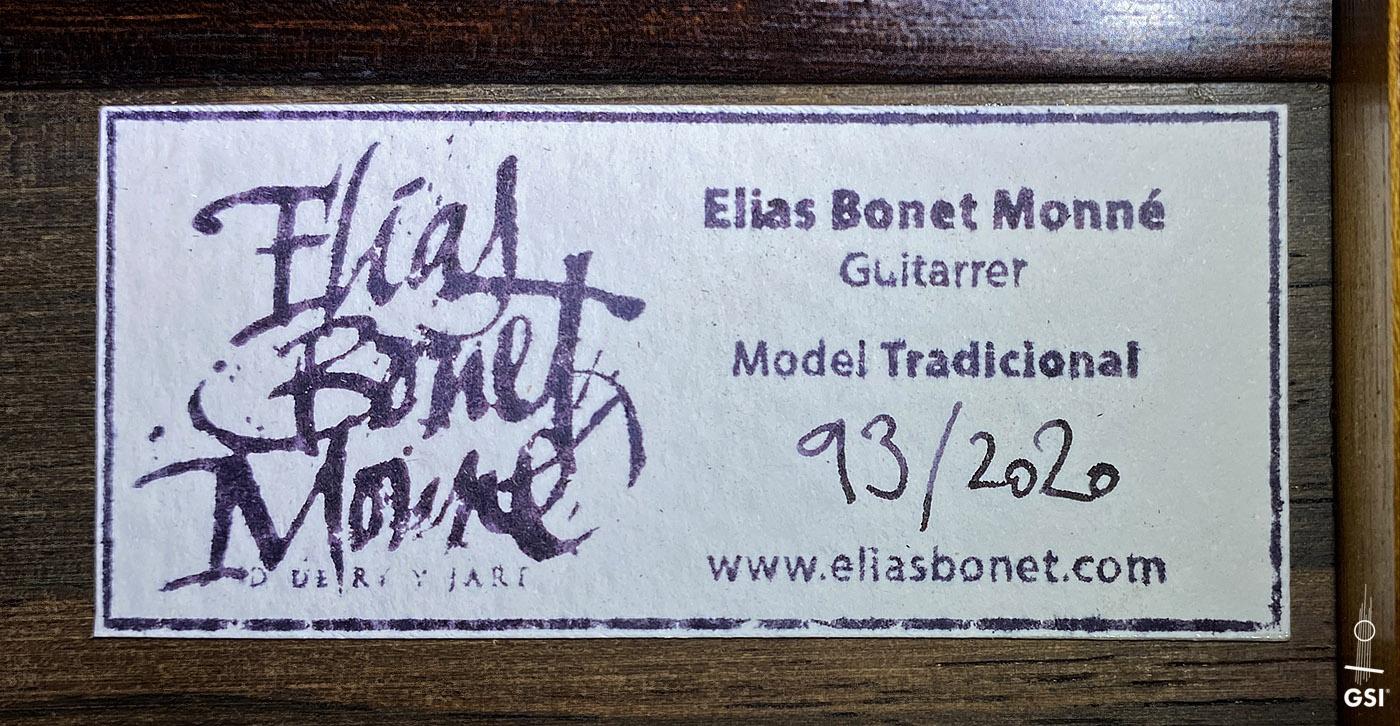 Elías
Bonet
Monné
Elias Bonet Monné
Guitarrer
Model Tradicional
93/2020
www.eliasbonet.com
GSI